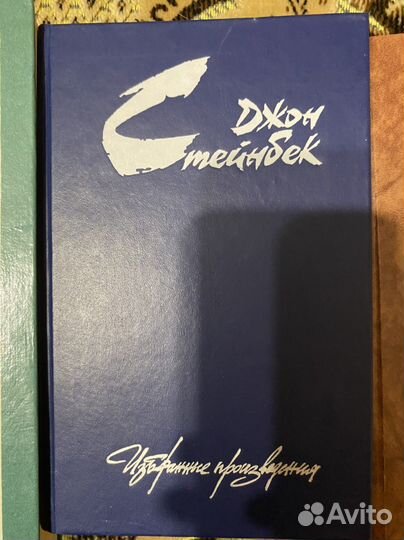 Джон
Стейнбек
Избранные произведения
Avito